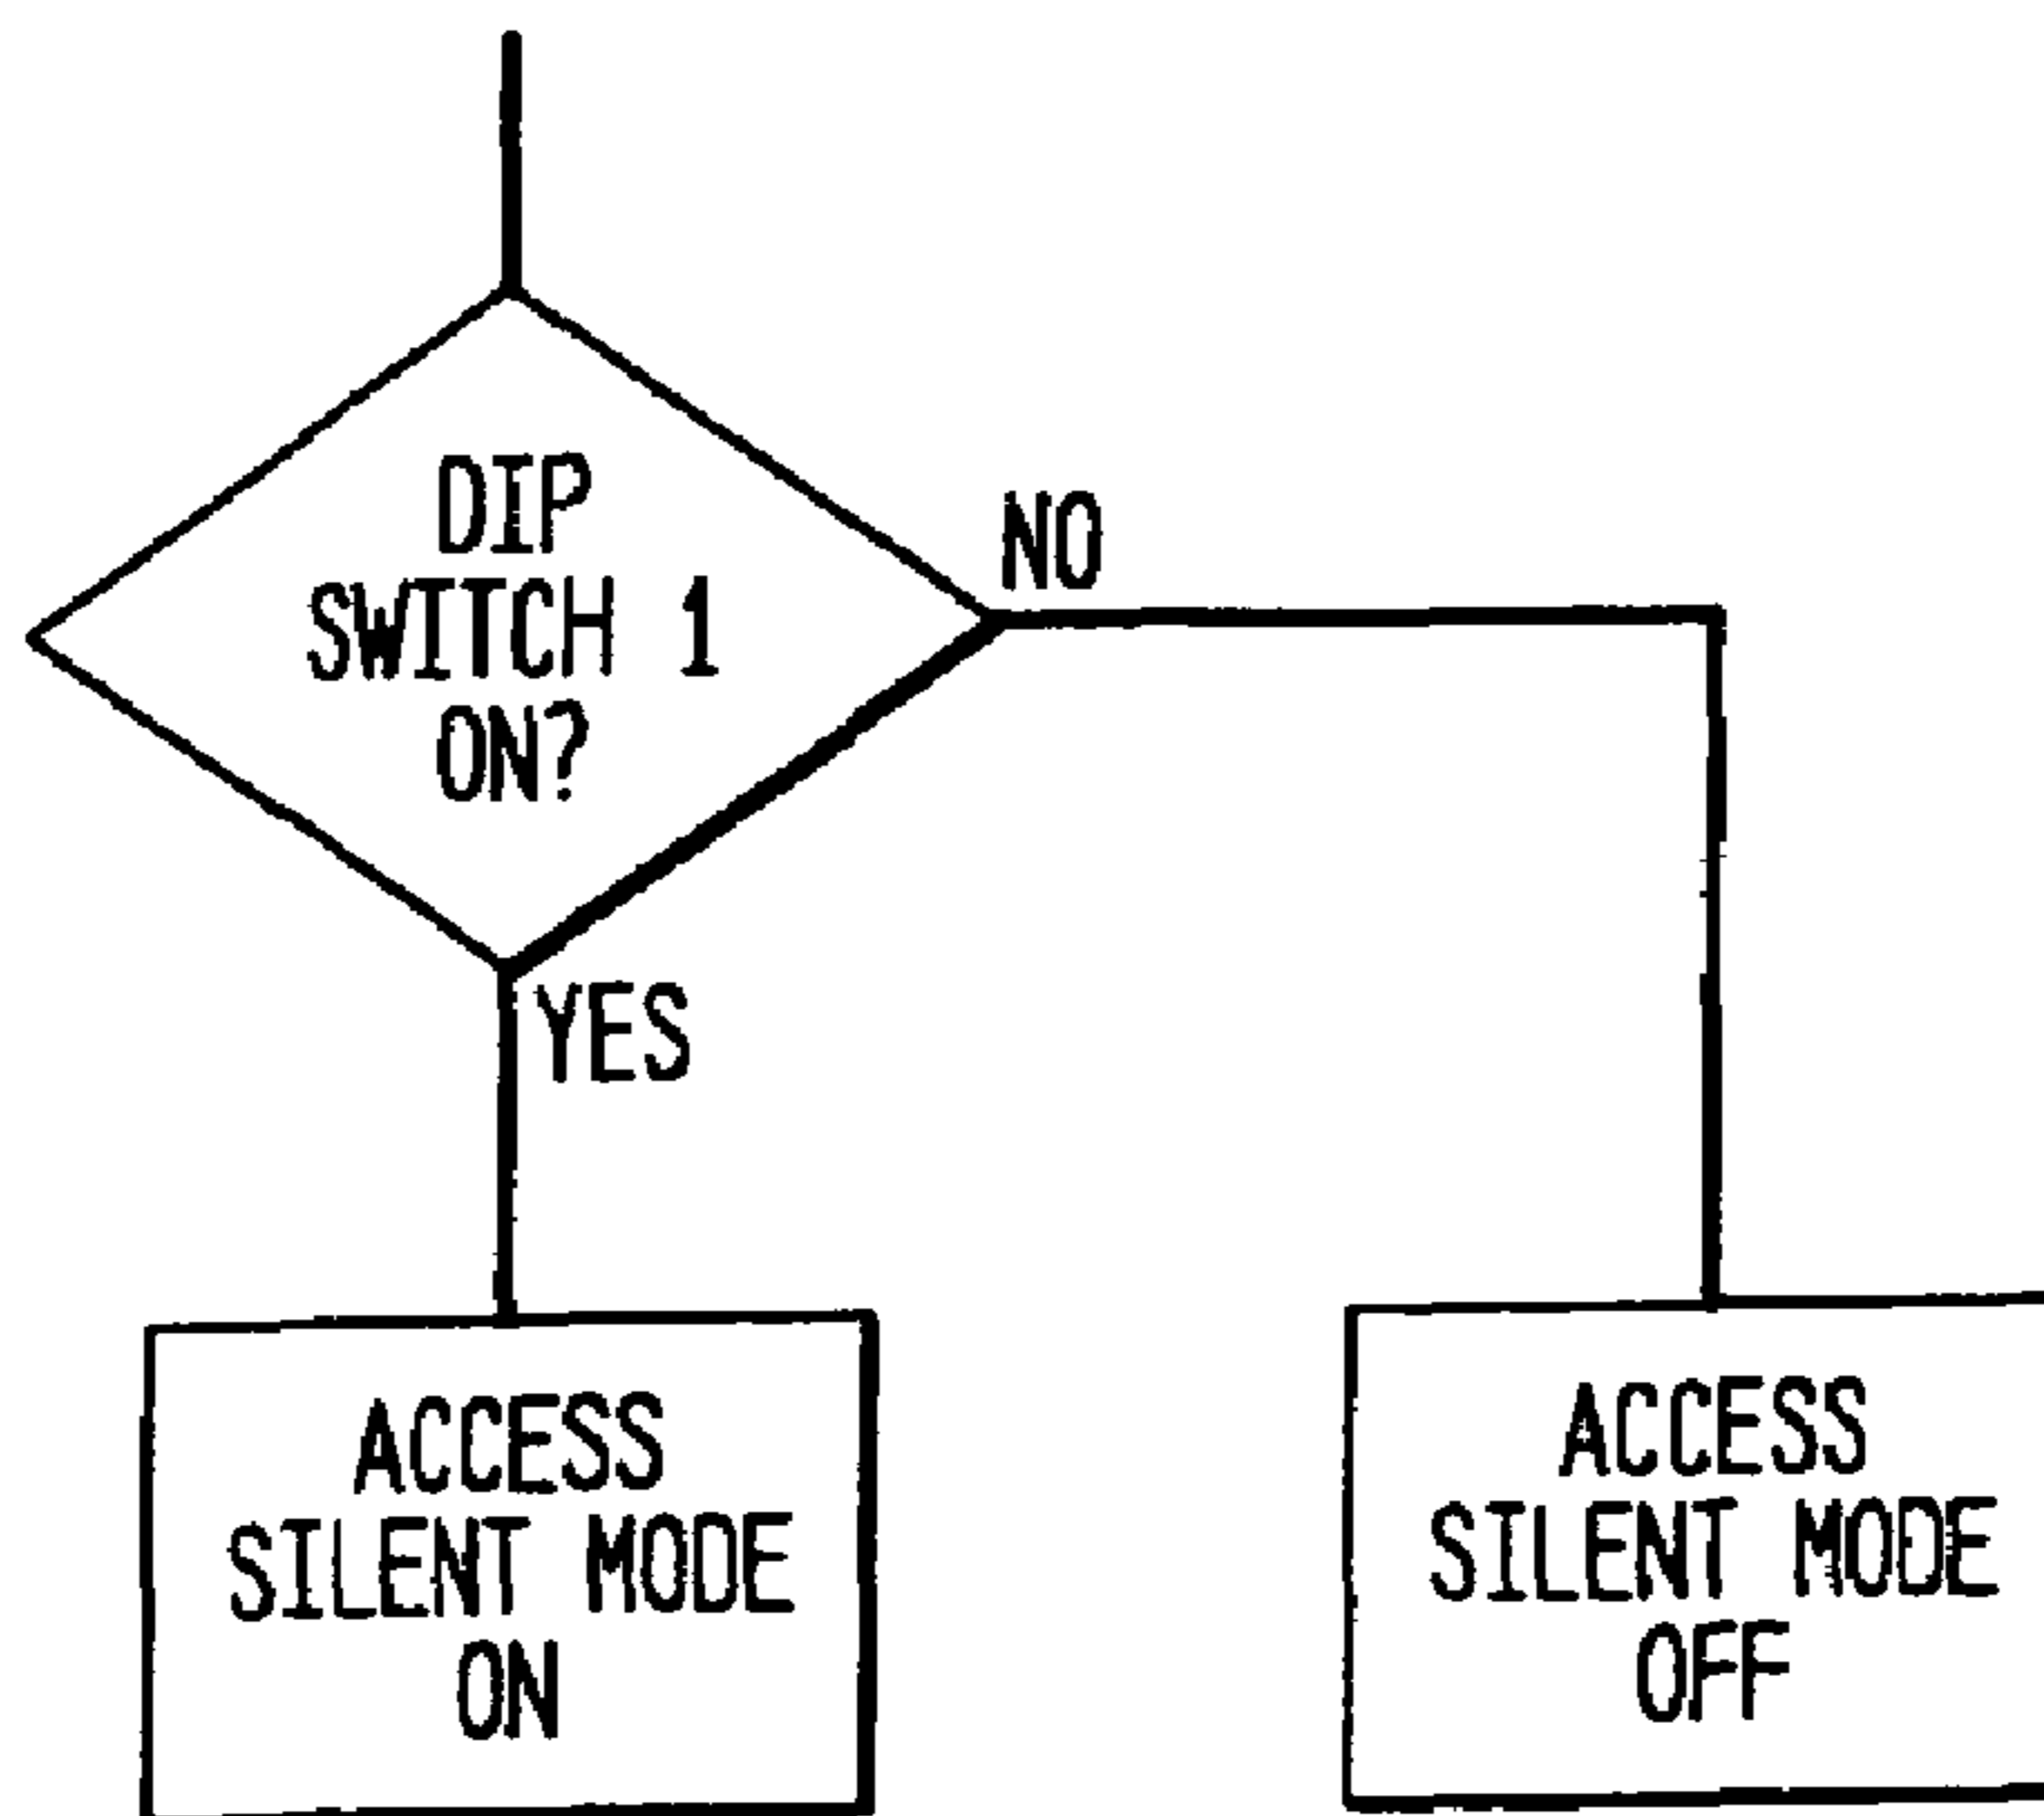 DIP
SWITCH 1
ON?
NO
YES
ACCESS
SILENT MODE
ON
ACCESS
SILENT MODE
OFF